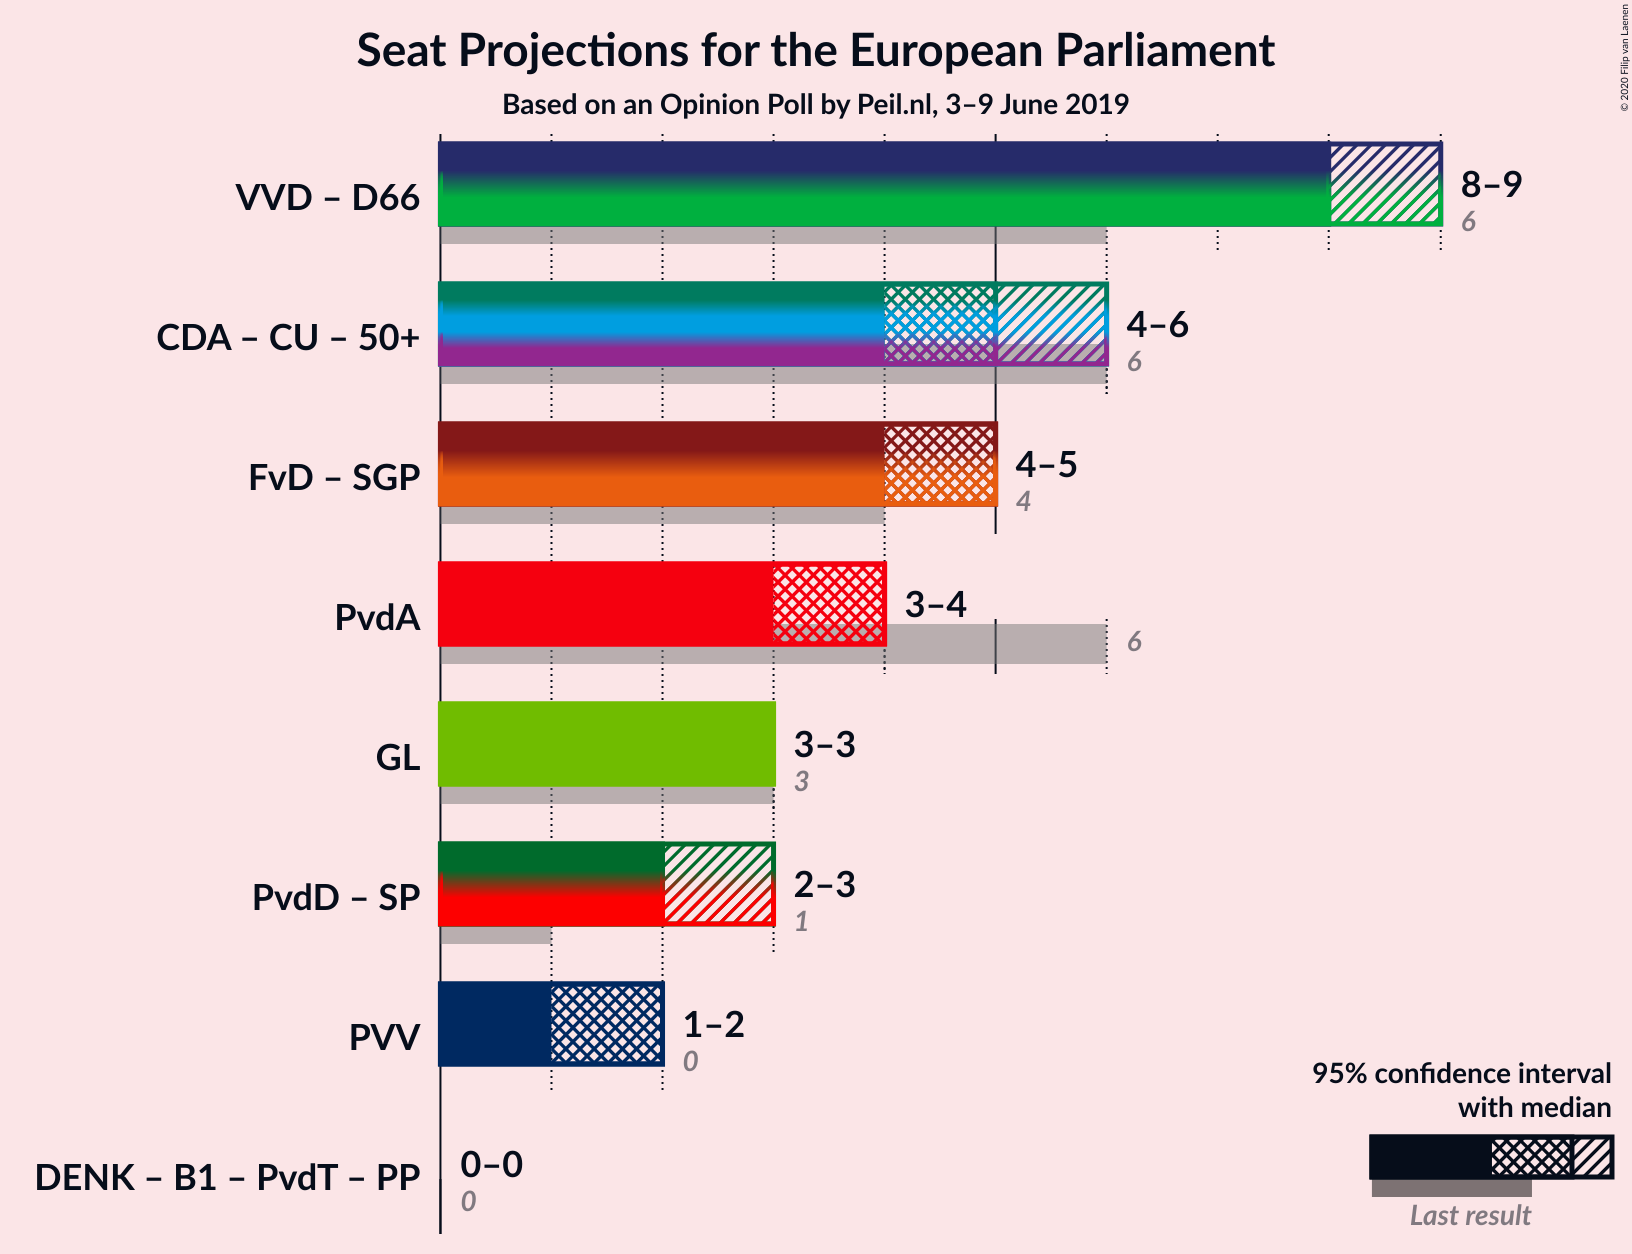 Seat Projections for the European Parliament
Based on an Opinion Poll by Peil.nl, 3–9 June 2019
© 2020 Filip van Laenen
VVD – D66
8–9
6
CDA – CU – 50+
4–6
6
FvD – SGP
4–5
4
PvdA
3–4
6
GL
3–3
3
PvdD – SP
2–3
1
PVV
1–2
0
DENK – B1 – PvdT – PP
0–0
0
95% confidence interval
with median
Last result